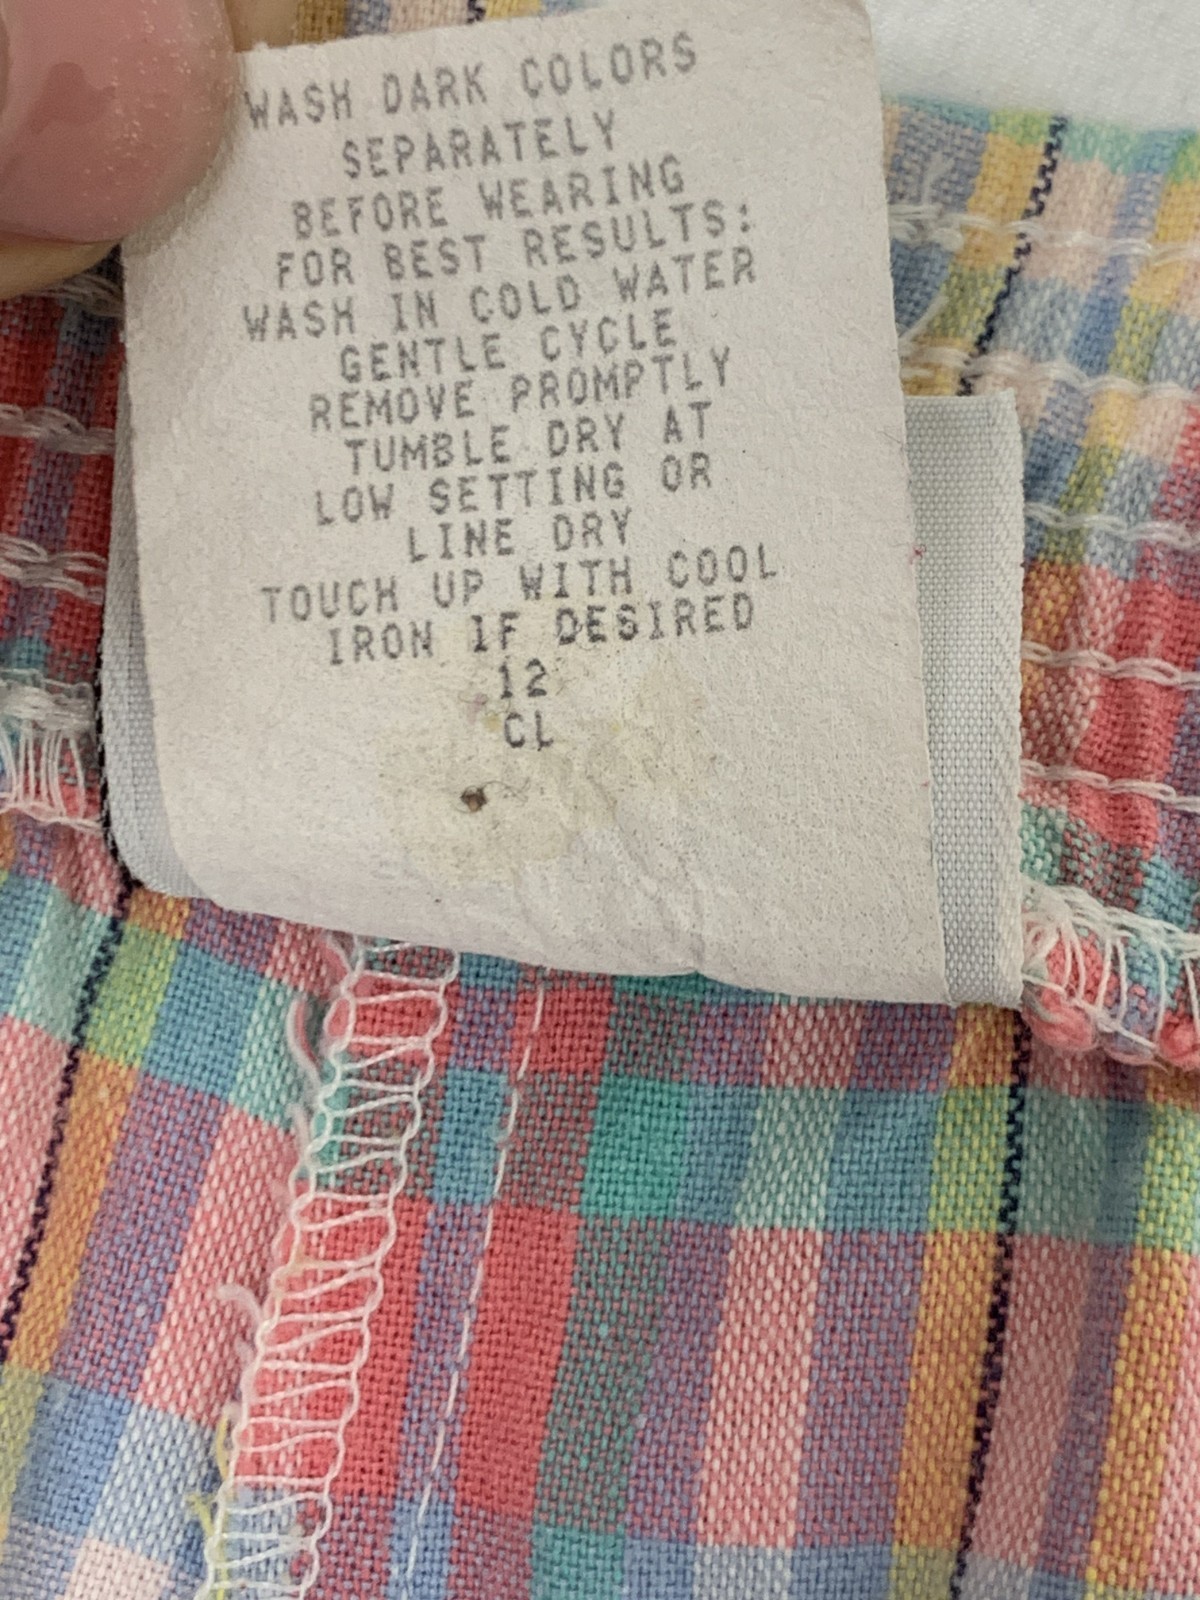 WASH DARK COLORS
SEPARATELY
BEFORE WEARING
FOR BEST RESULTS:
WASH IN COLD WATER
GENTLE CYCLE
REMOVE PROMPTLY
TUMBLE DRY AT
LOW SETTING OR
LINE DRY
TOUCH UP WITH COOL
IRON IF DESIRED
12
CL